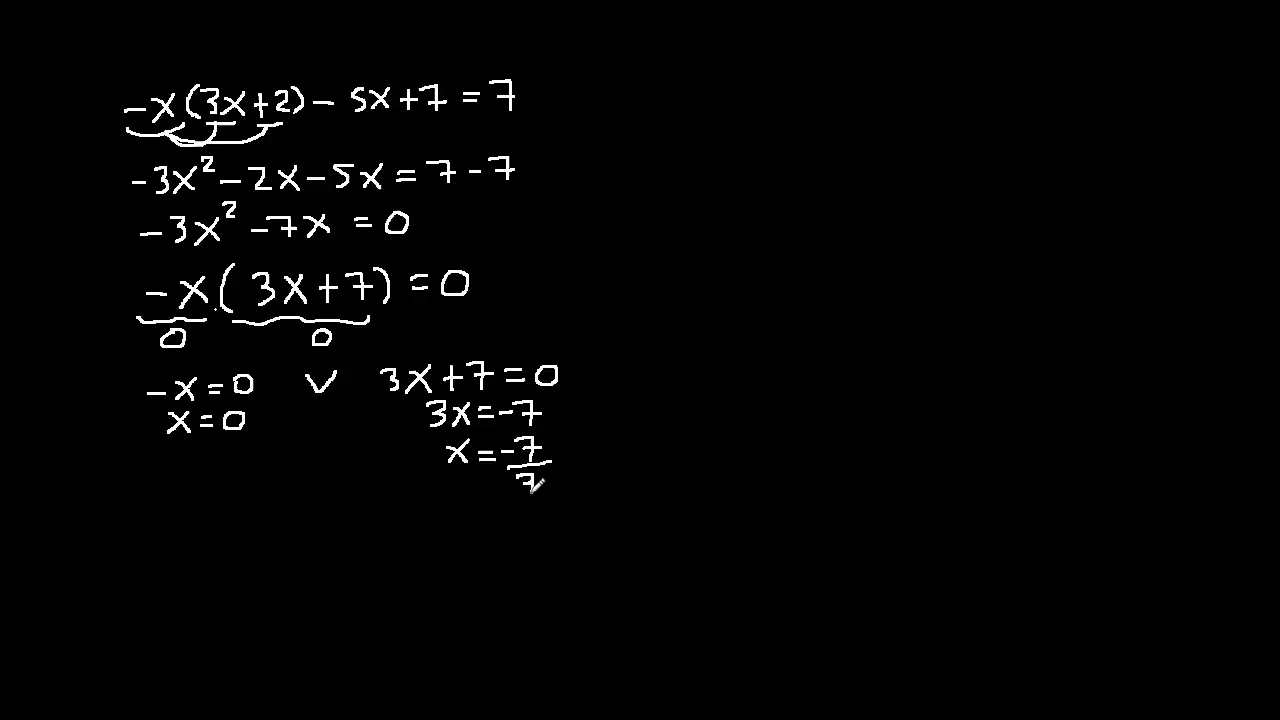 -x(3x+2) - 5x+7 = 7
-3x² - 2x - 5x = 7 - 7
-3x² - 7x = 0
-x.(3x+7) = 0
0 0
-x = 0 ∨ 3x+7 = 0
x = 0 3x = -7
x = -7/3